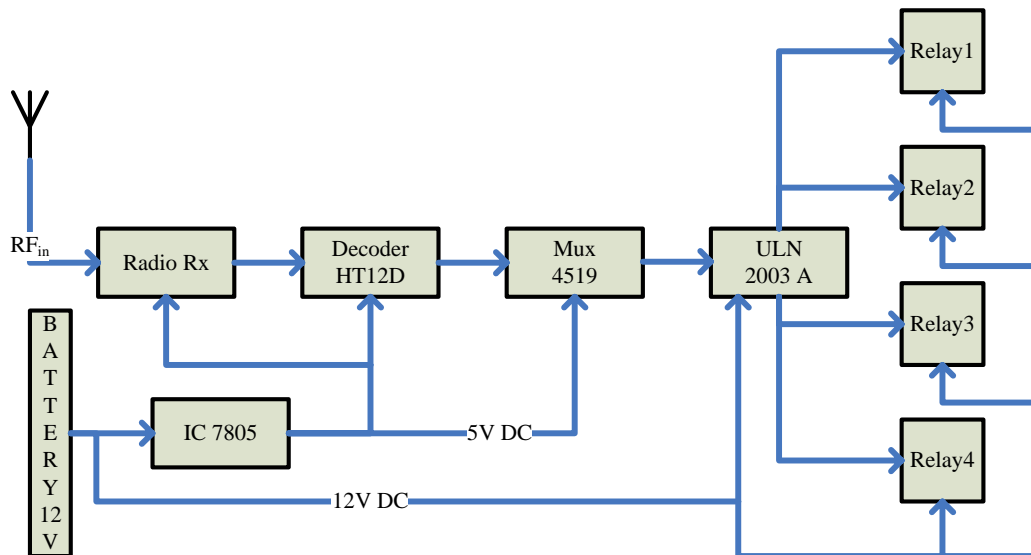 Relay1
Relay2
RF_in
Radio Rx
Decoder
HT12D
Mux
4519
ULN
2003 A
Relay3
B
A
T
T
E
R
Y
12
V
IC 7805
5V DC
Relay4
12V DC